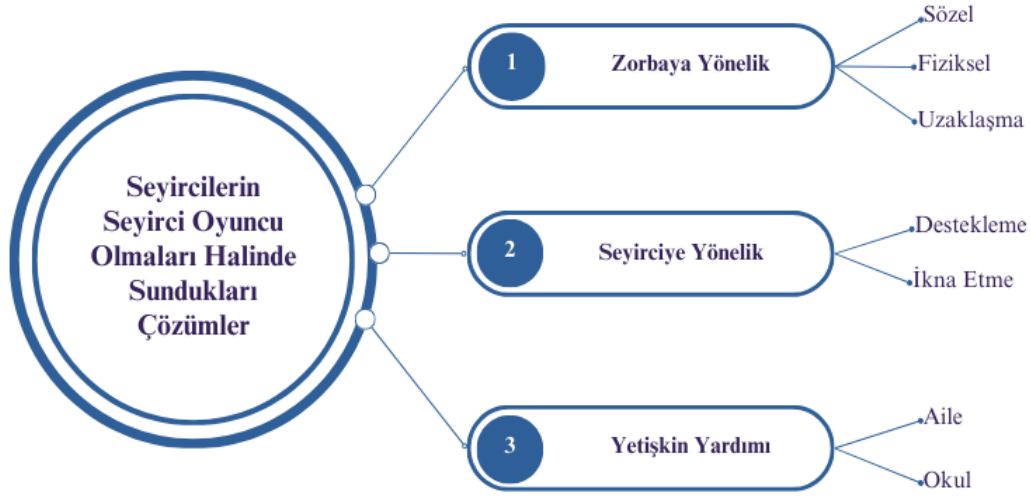 Seyircilerin
Seyirci Oyuncu
Olmaları Halinde
Sundukları
Çözümler
1
Zorbaya Yönelik
Sözel
Fiziksel
Uzaklaşma
2
Seyirciye Yönelik
Destekleme
İkna Etme
3
Yetişkin Yardımı
Aile
Okul